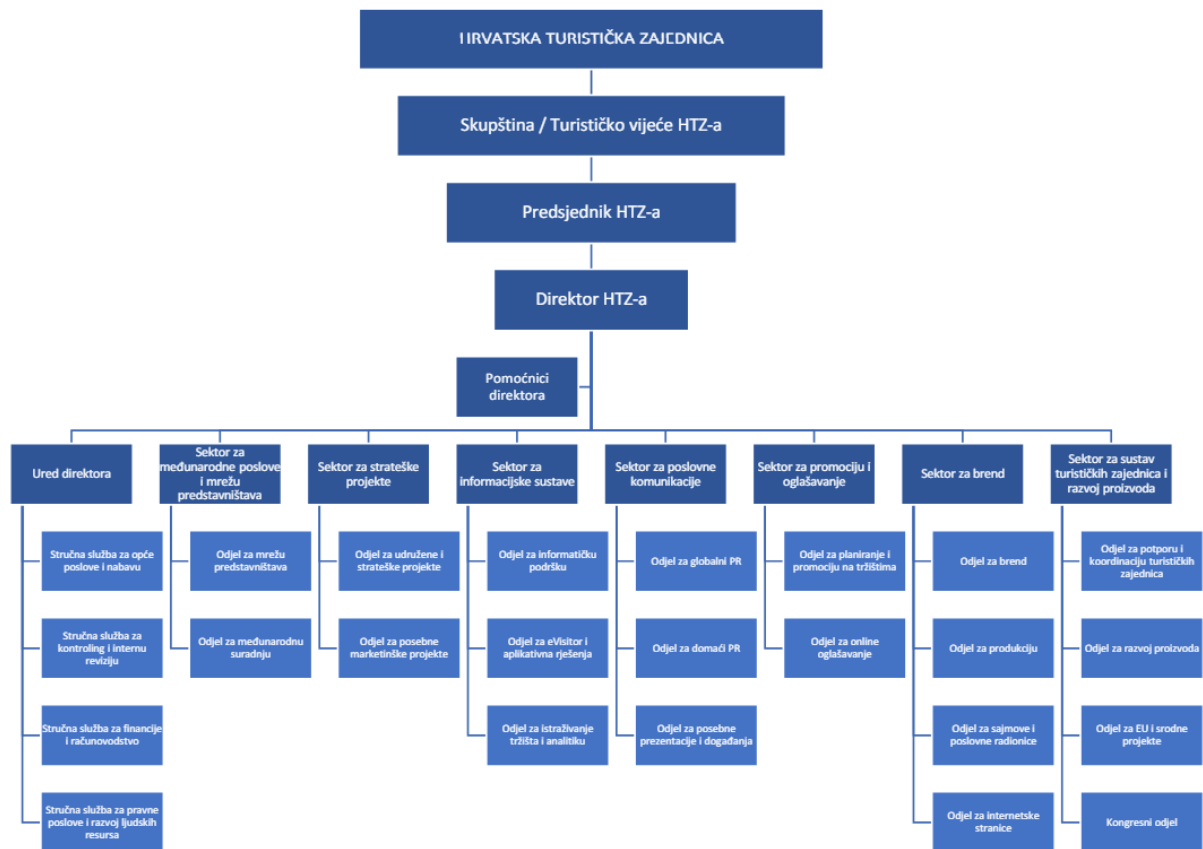 HRVATSKA TURISTIČKA ZAJEDNICA
Skupština / Turističko vijeće HTZ-a
Predsjednik HTZ-a
Direktor HTZ-a
Pomoćnici
direktora
Ured direktora
Sektor za
međunarodne poslove
i mrežu
predstavništava
Sektor za strateške
projekte
Sektor za
informacijske sustave
Sektor za poslovne
komunikacije
Sektor za promociju i
oglašavanje
Sektor za brend
Sektor za sustav
turističkih zajednica i
razvoj proizvoda
Stručna služba za opće
poslove i nabavu
Stručna služba za
kontroling i internu
reviziju
Stručna služba za financije
i računovodstvo
Stručna služba za pravne
poslove i razvoj ljudskih
resursa
Odjel za mrežu
predstavništava
Odjel za međunarodnu
suradnju
Odjel za udružene i
strateške projekte
Odjel za posebne
marketinške projekte
Odjel za informatičku
podršku
Odjel za eVisitor i
aplikativna rješenja
Odjel za istraživanje
tržišta i analitiku
Odjel za globalni PR
Odjel za domaći PR
Odjel za posebne
prezentacije i događanja
Odjel za planiranje i
promociju na tržištima
Odjel za online
oglašavanje
Odjel za brend
Odjel za produkciju
Odjel za sajmove i
poslovne radionice
Odjel za internetske
stranice
Odjel za potporu i
koordinaciju turističkih
zajednica
Odjel za razvoj proizvoda
Odjel za EU i srodne
projekte
Kongresni odjel